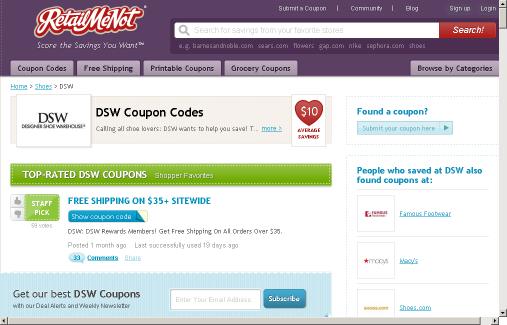 Submit a Coupon | Community | Blog Sign up Login
RetailMeNot
Score the Savings You Want™
Search for savings from your favorite stores
Search!
e.g. barnesandnoble.com sears.com flowers gap.com nike sephora.com shoes
Coupon Codes Free Shipping Printable Coupons Grocery Coupons Browse by Categories
Home > Shoes > DSW
DSW
DESIGNER SHOE WAREHOUSE
DSW Coupon Codes
Calling all shoe lovers: DSW wants to help you save! T... more >
$10
AVERAGE
SAVINGS
Found a coupon?
Submit your coupon here
TOP-RATED DSW COUPONS Shopper Favorites
STAFF
PICK
59 votes
FREE SHIPPING ON $35+ SITEWIDE
Show coupon code
DSW: DSW Rewards Members! Get Free Shipping On All Orders Over $35.
Posted 1 month ago Last successfully used 19 days ago
33 Comments Share
People who saved at DSW also
found coupons at:
FAMOUS
Famous Footwear
macys
Macy's
shoes.com
Shoes.com
Get our best DSW Coupons
with our Deal Alerts and Weekly Newsletter
Enter Your Email Address
Subscribe